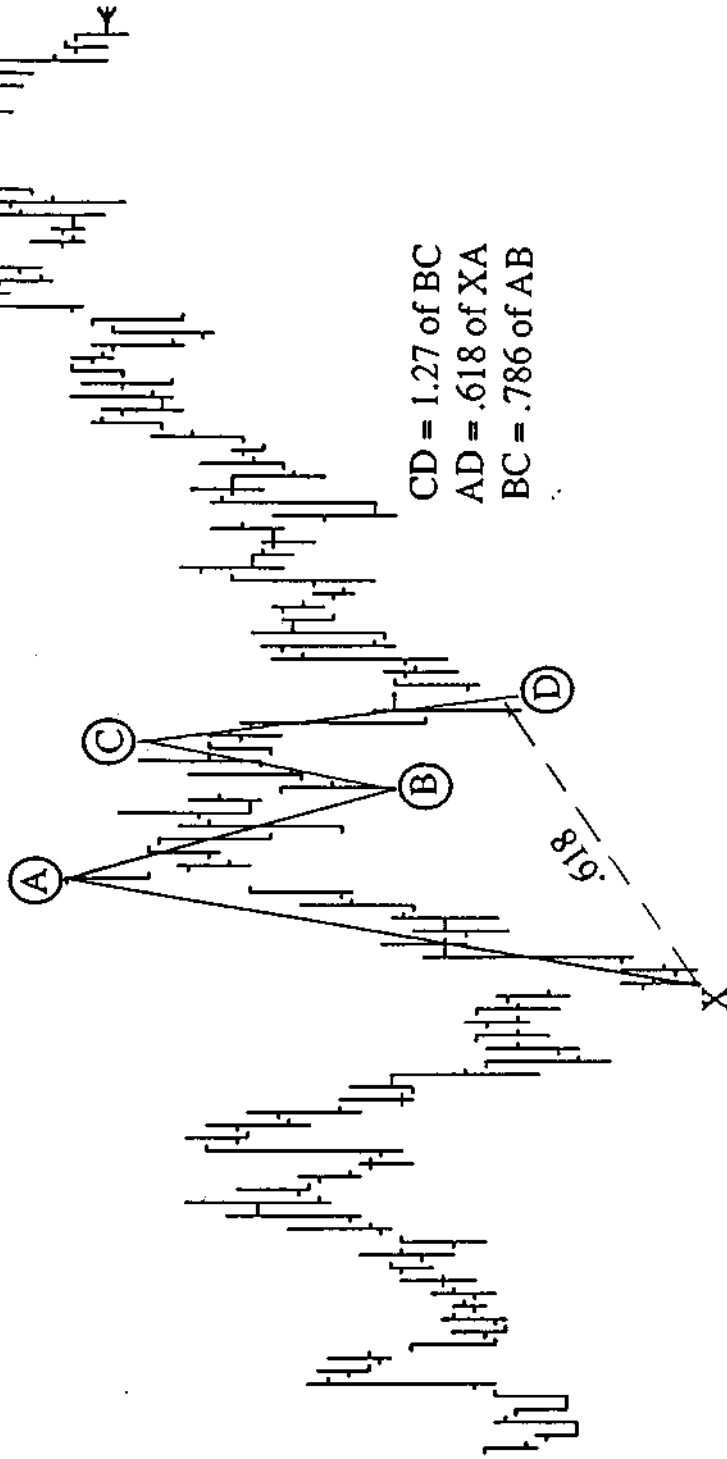 A
C
B
D
X
.618
CD = 1.27 of BC
AD = .618 of XA
BC = .786 of AB